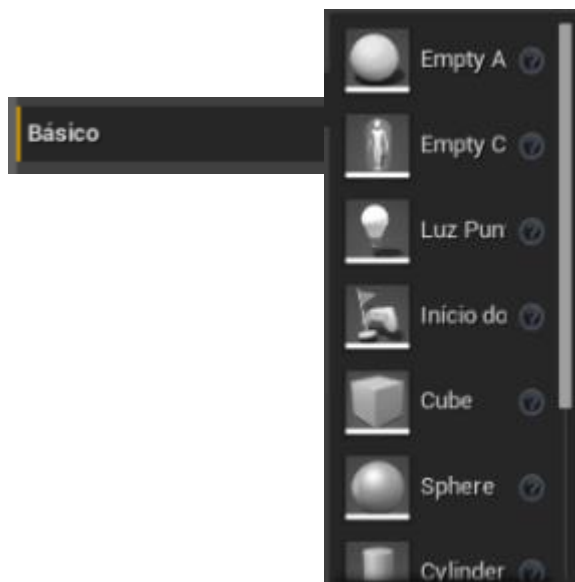 Básico
Empty A
Empty C
Luz Pun
Início do
Cube
Sphere
Cylinder